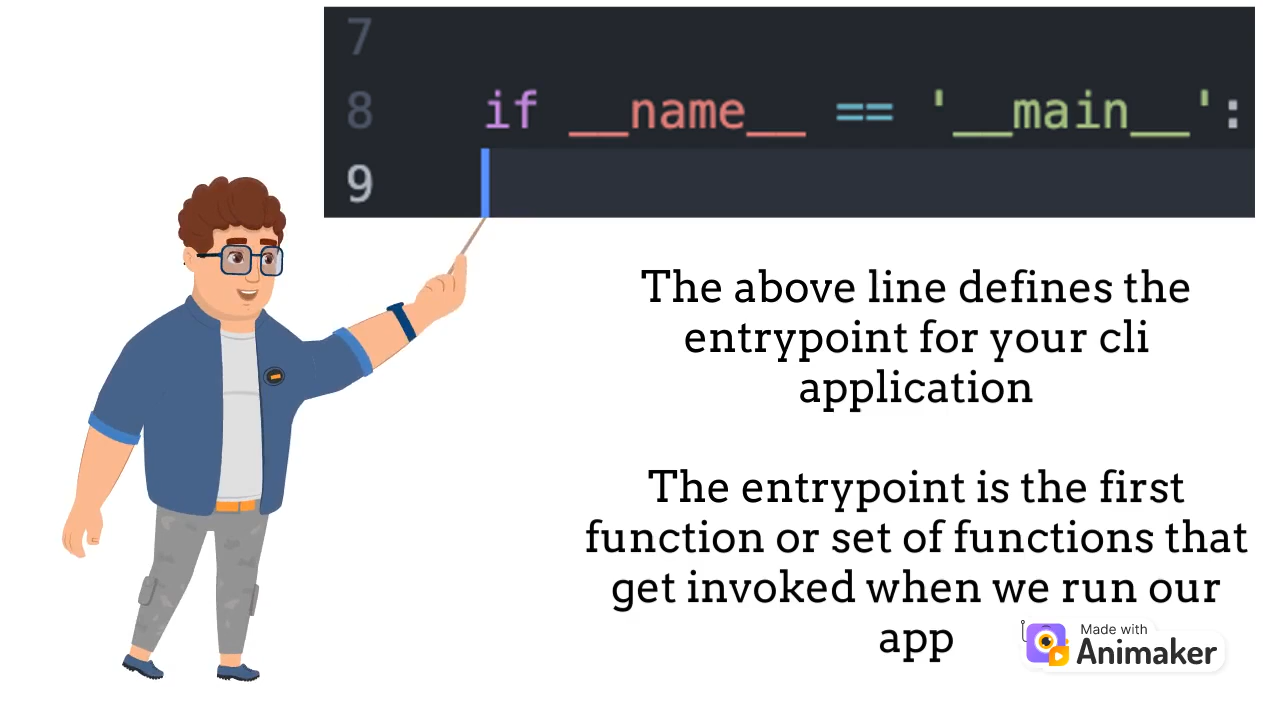 7
8 if __name__ == '__main__':
9
The above line defines the
entrypoint for your cli
application
The entrypoint is the first
function or set of functions that
get invoked when we run our
app
Made with
Animaker